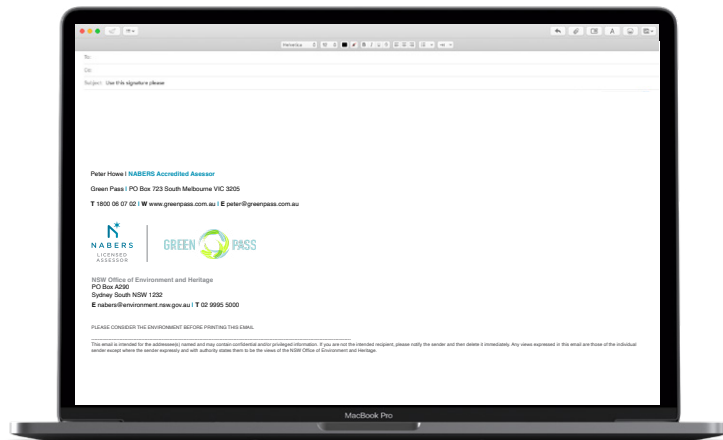 Helvetica
To:
Cc:
Subject: Use this signature please
Peter Howe I NABERS Accredited Asessor
Green Pass I PO Box 723 South Melbourne VIC 3205
T 1800 06 07 02 I W www.greenpass.com.au I E peter@greenpass.com.au
NABERS
LICENSED
ASSESSOR
GREEN PASS
NSW Office of Environment and Heritage
PO Box A290
Sydney South NSW 1232
E nabers@environment.nsw.gov.au I T 02 9995 5000
PLEASE CONSIDER THE ENVIRONMENT BEFORE PRINTING THIS EMAIL
This email is intended for the addressee(s) named and may contain confidential and/or privileged information. If you are not the intended recipient, please notify the sender and then delete it immediately. Any views expressed in this email are those of the individual
sender except where the sender expressly and with authority states them to be the views of the NSW Office of Environment and Heritage.
MacBook Pro